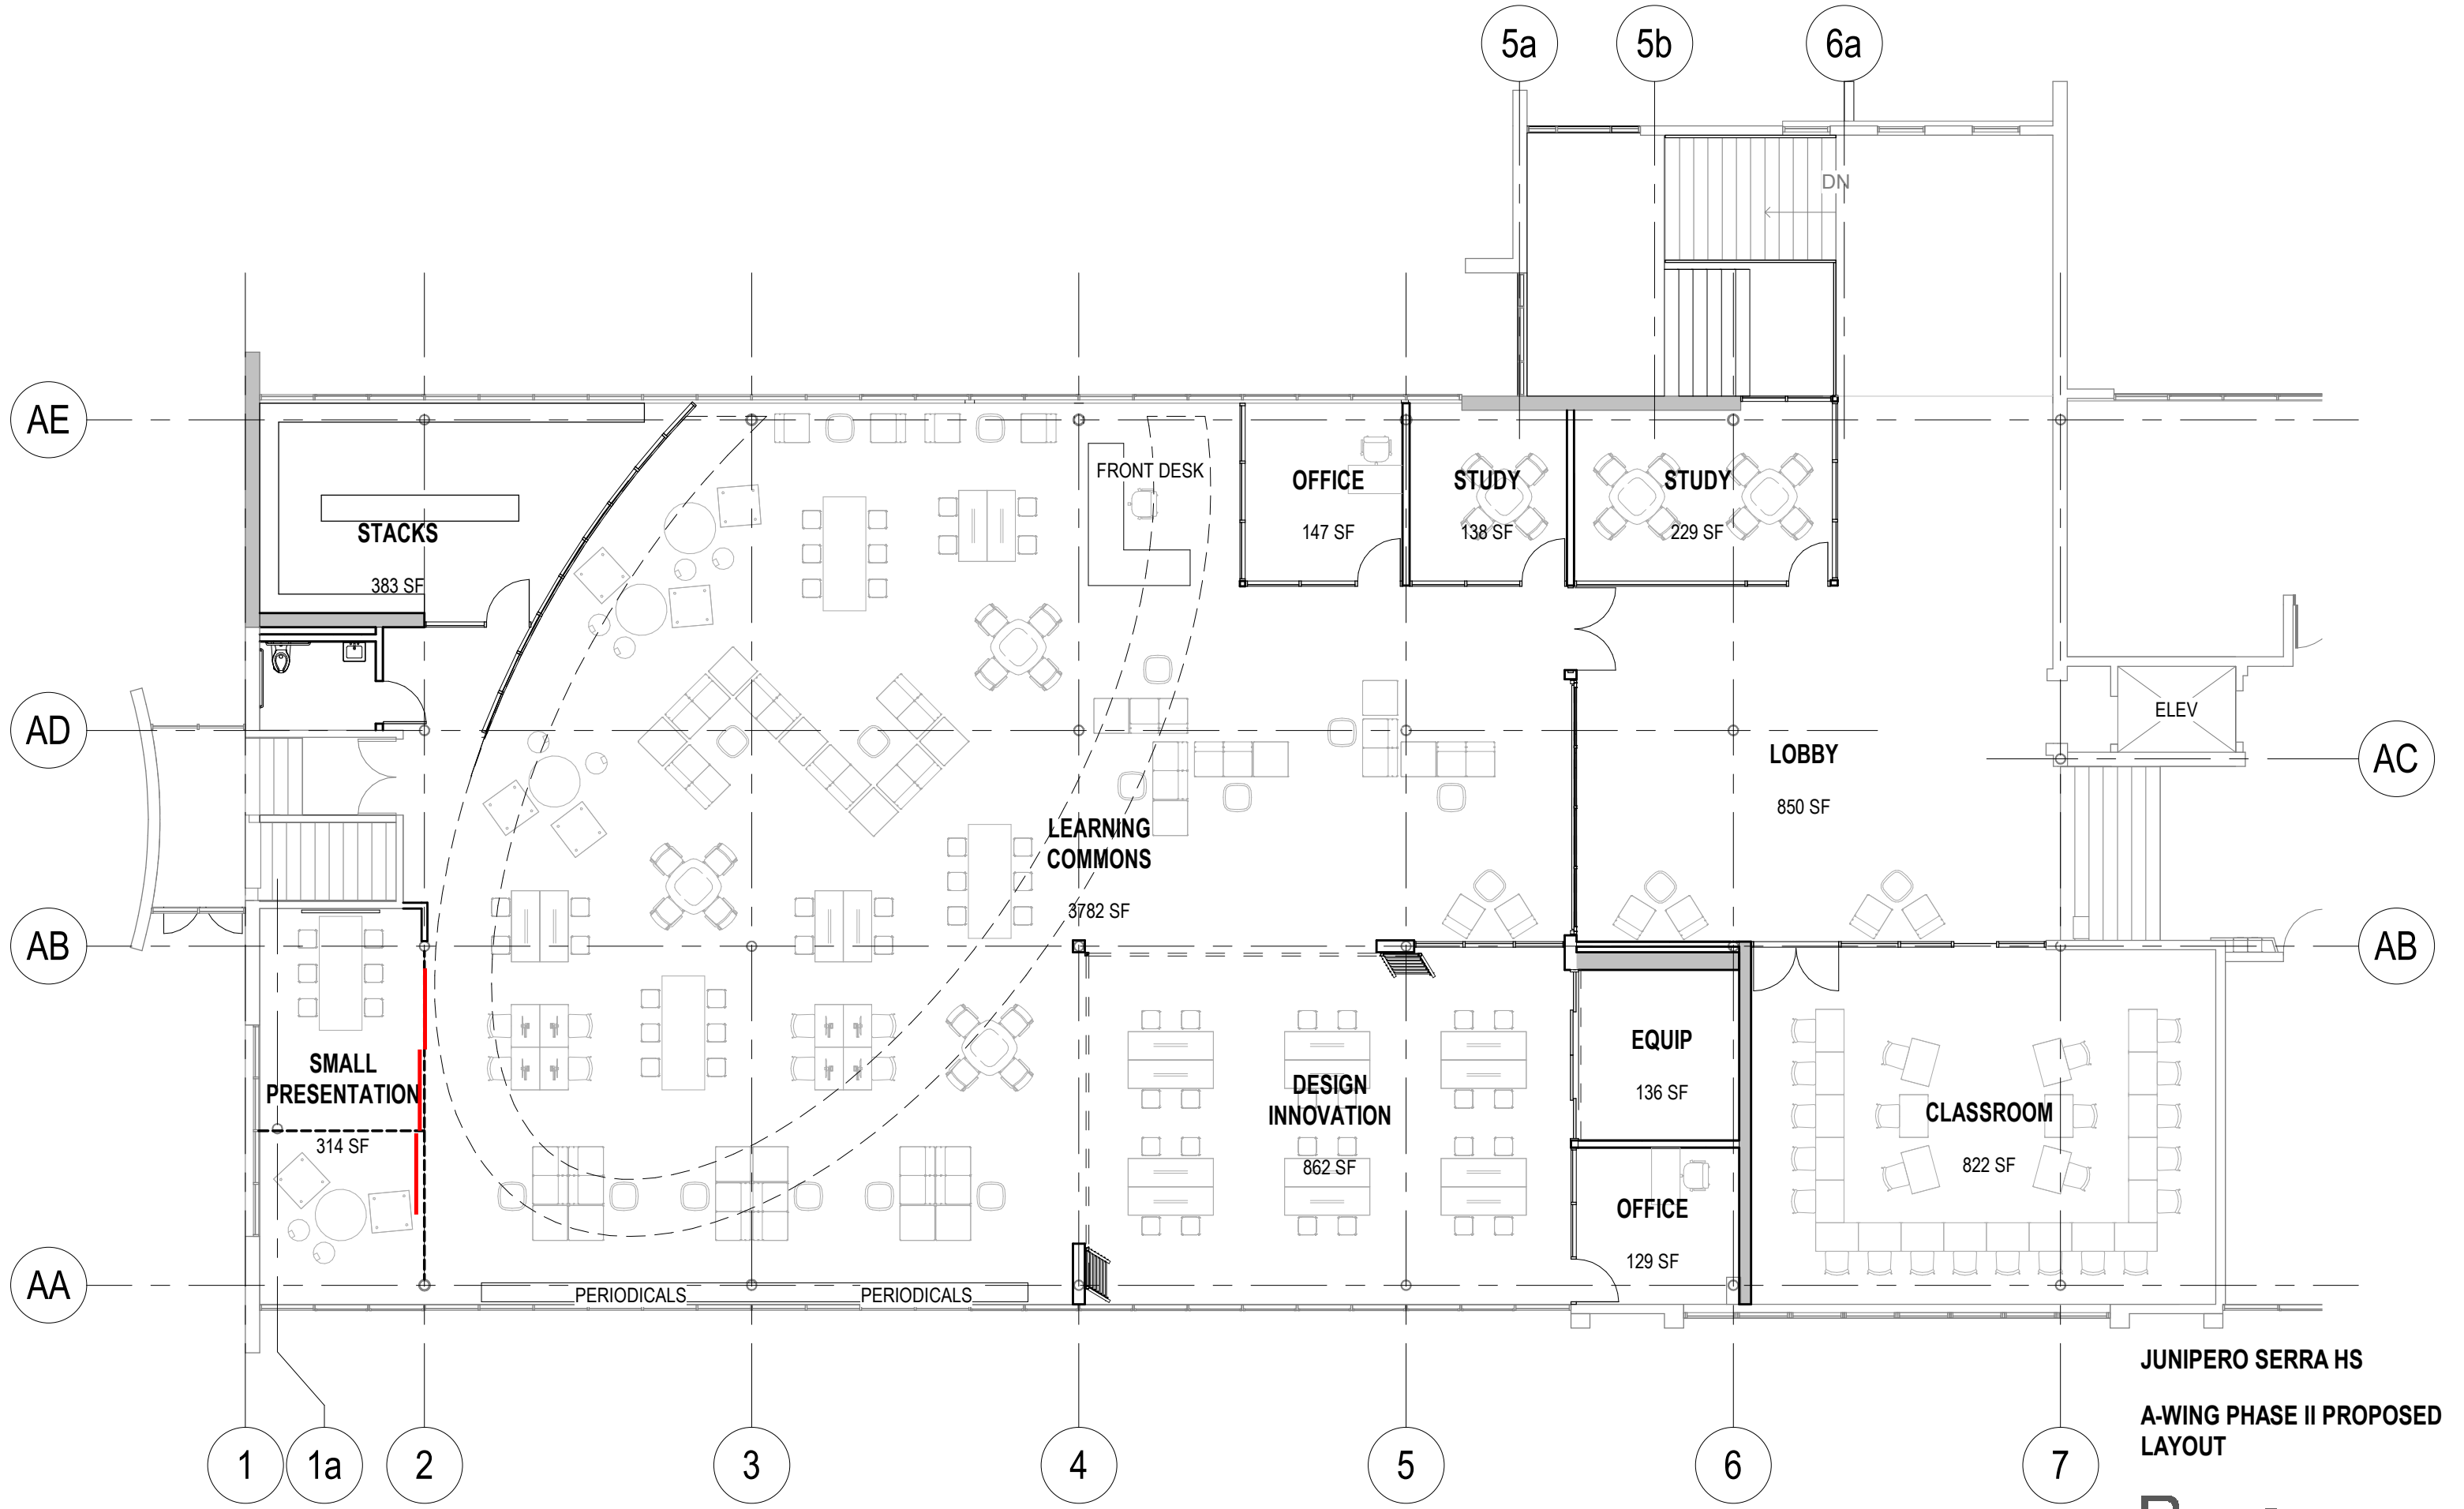 5a
5b
6a
DN
AE
FRONT DESK
OFFICE
STUDY
STUDY
147 SF
138 SF
229 SF
STACKS
383 SF
AD
ELEV
LOBBY
AC
850 SF
LEARNING
COMMONS
3782 SF
AB
AB
EQUIP
136 SF
SMALL
PRESENTATION
314 SF
DESIGN
INNOVATION
862 SF
CLASSROOM
822 SF
OFFICE
129 SF
AA
PERIODICALS
PERIODICALS
JUNIPERO SERRA HS
A-WING PHASE II PROPOSED
LAYOUT
1
1a
2
3
4
5
6
7